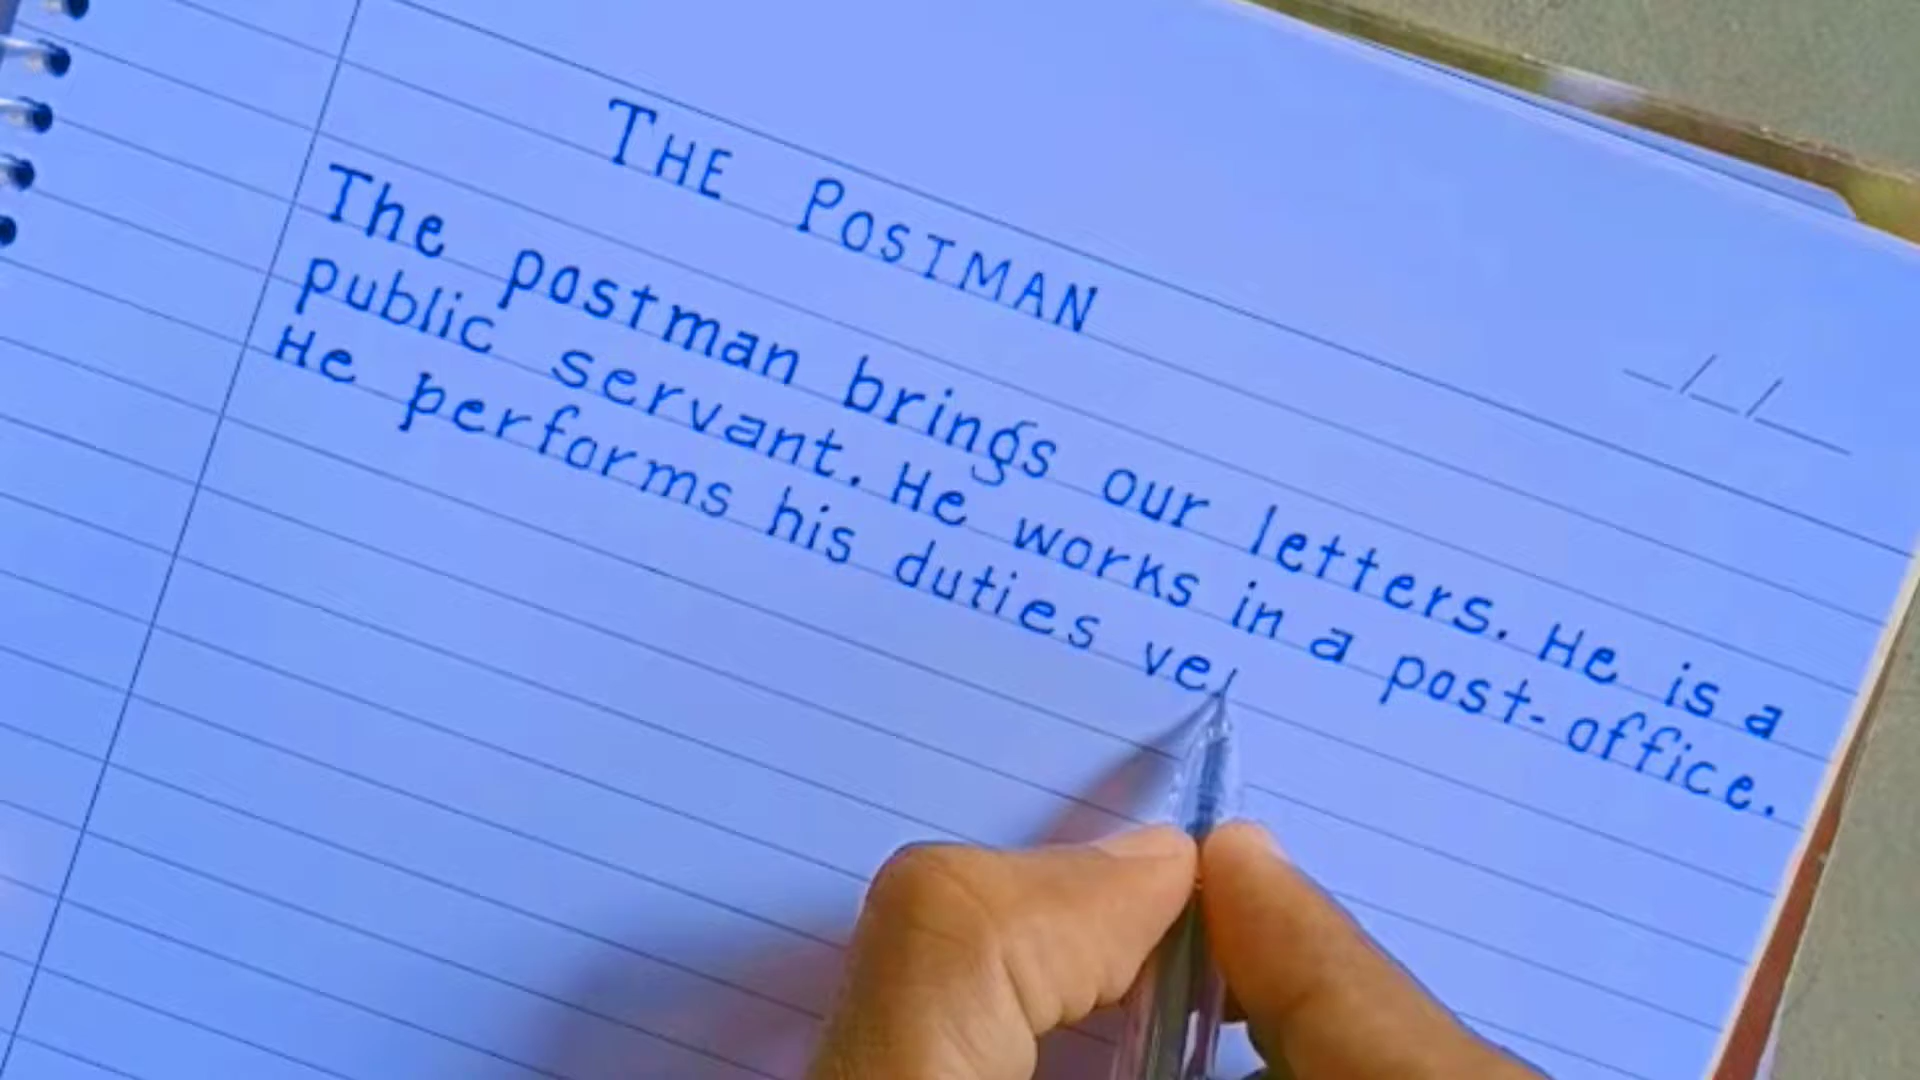 THE POSTMAN
_/_/__
The postman brings our letters. He is a
public servant. He works in a post-office.
He performs his duties ve